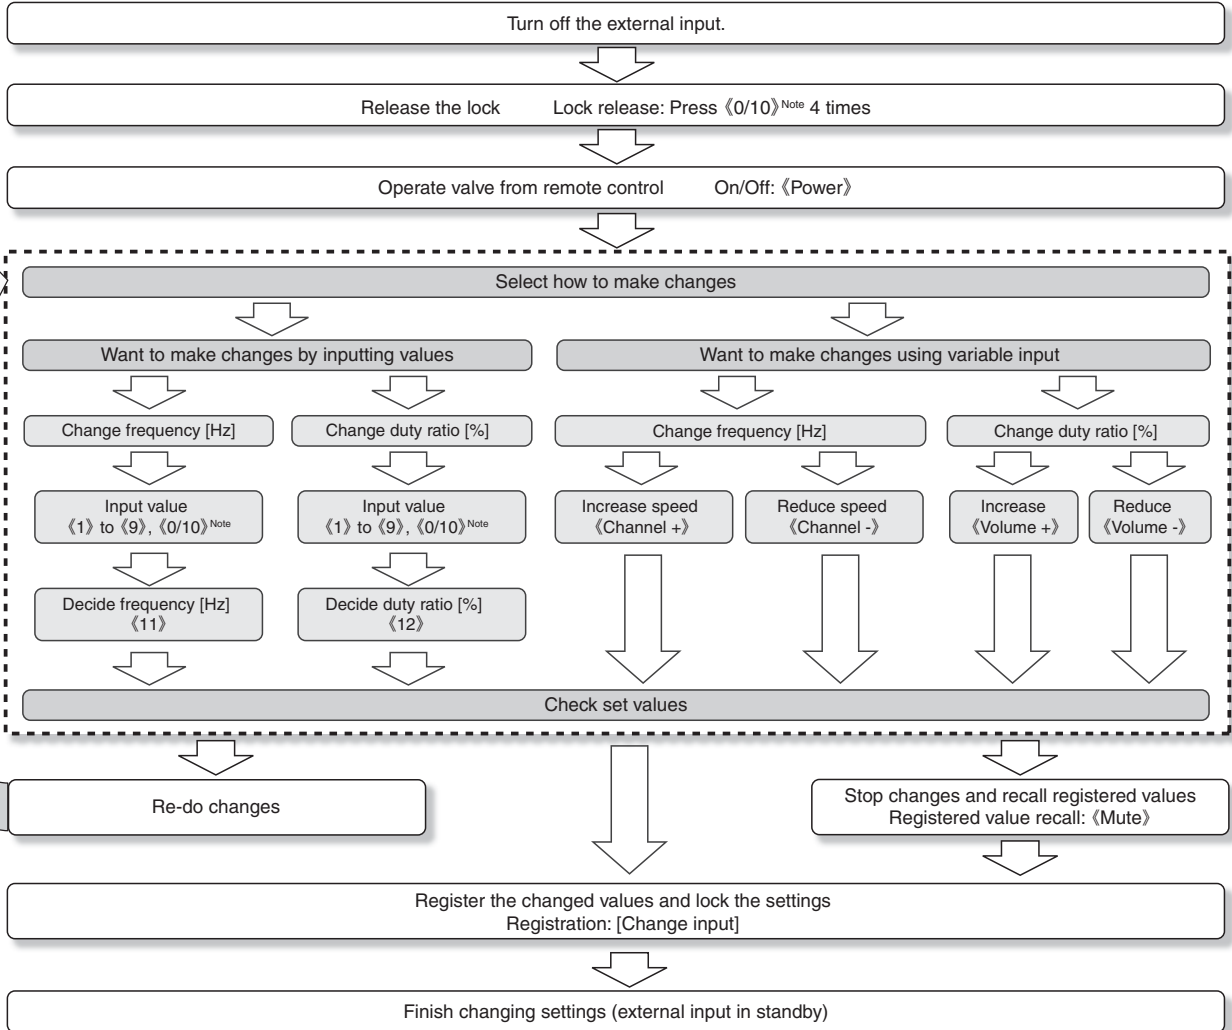 Turn off the external input.
Release the lock Lock release: Press 《0/10》Note 4 times
Operate valve from remote control On/Off: 《Power》
Select how to make changes
Want to make changes by inputting values
Want to make changes using variable input
Change frequency [Hz]
Change duty ratio [%]
Change frequency [Hz]
Change duty ratio [%]
Input value
《1》 to 《9》, 《0/10》Note
Input value
《1》 to 《9》, 《0/10》Note
Increase speed
《Channel +》
Reduce speed
《Channel -》
Increase
《Volume +》
Reduce
《Volume -》
Decide frequency [Hz]
《11》
Decide duty ratio [%]
《12》
Check set values
Re-do changes
Stop changes and recall registered values
Registered value recall: 《Mute》
Register the changed values and lock the settings
Registration: [Change input]
Finish changing settings (external input in standby)